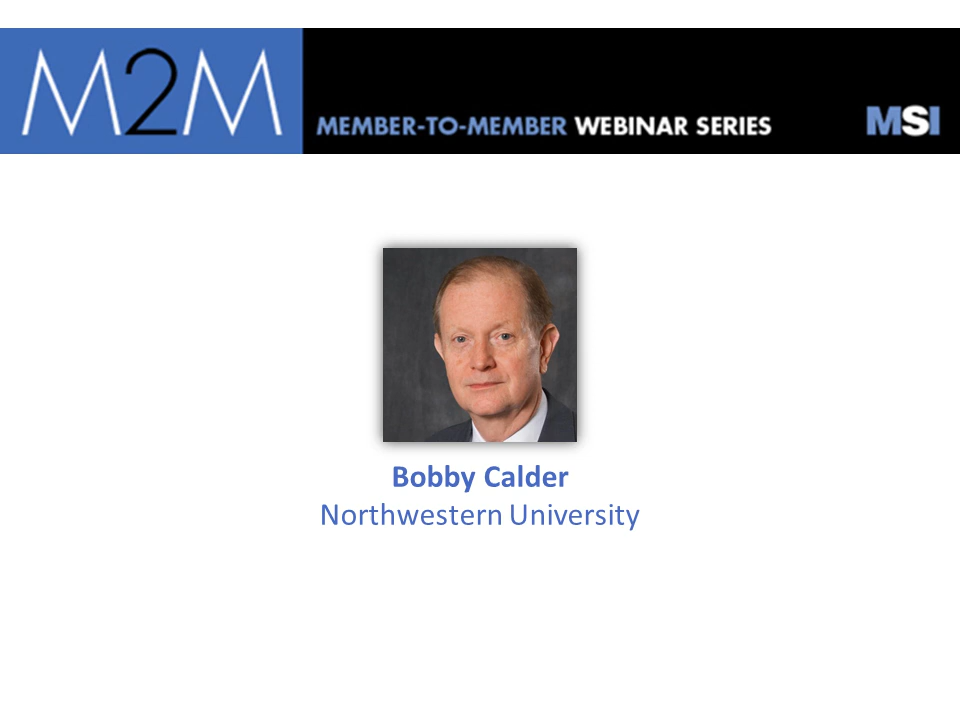 M2M
MEMBER-TO-MEMBER WEBINAR SERIES
MSI
Bobby Calder
Northwestern University